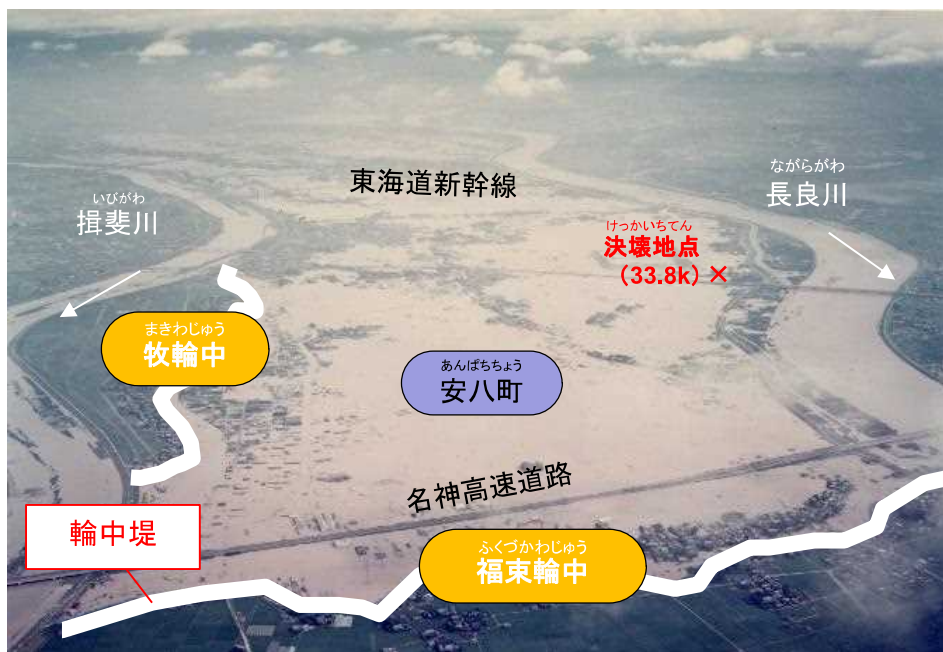 東海道新幹線
ながらがわ
長良川
いびがわ
揖斐川
けっかいちてん
決壊地点
（33.8k）×
まきわじゅう
牧輪中
あんぱちちょう
安八町
名神高速道路
輪中堤
ふくづかわじゅう
福束輪中